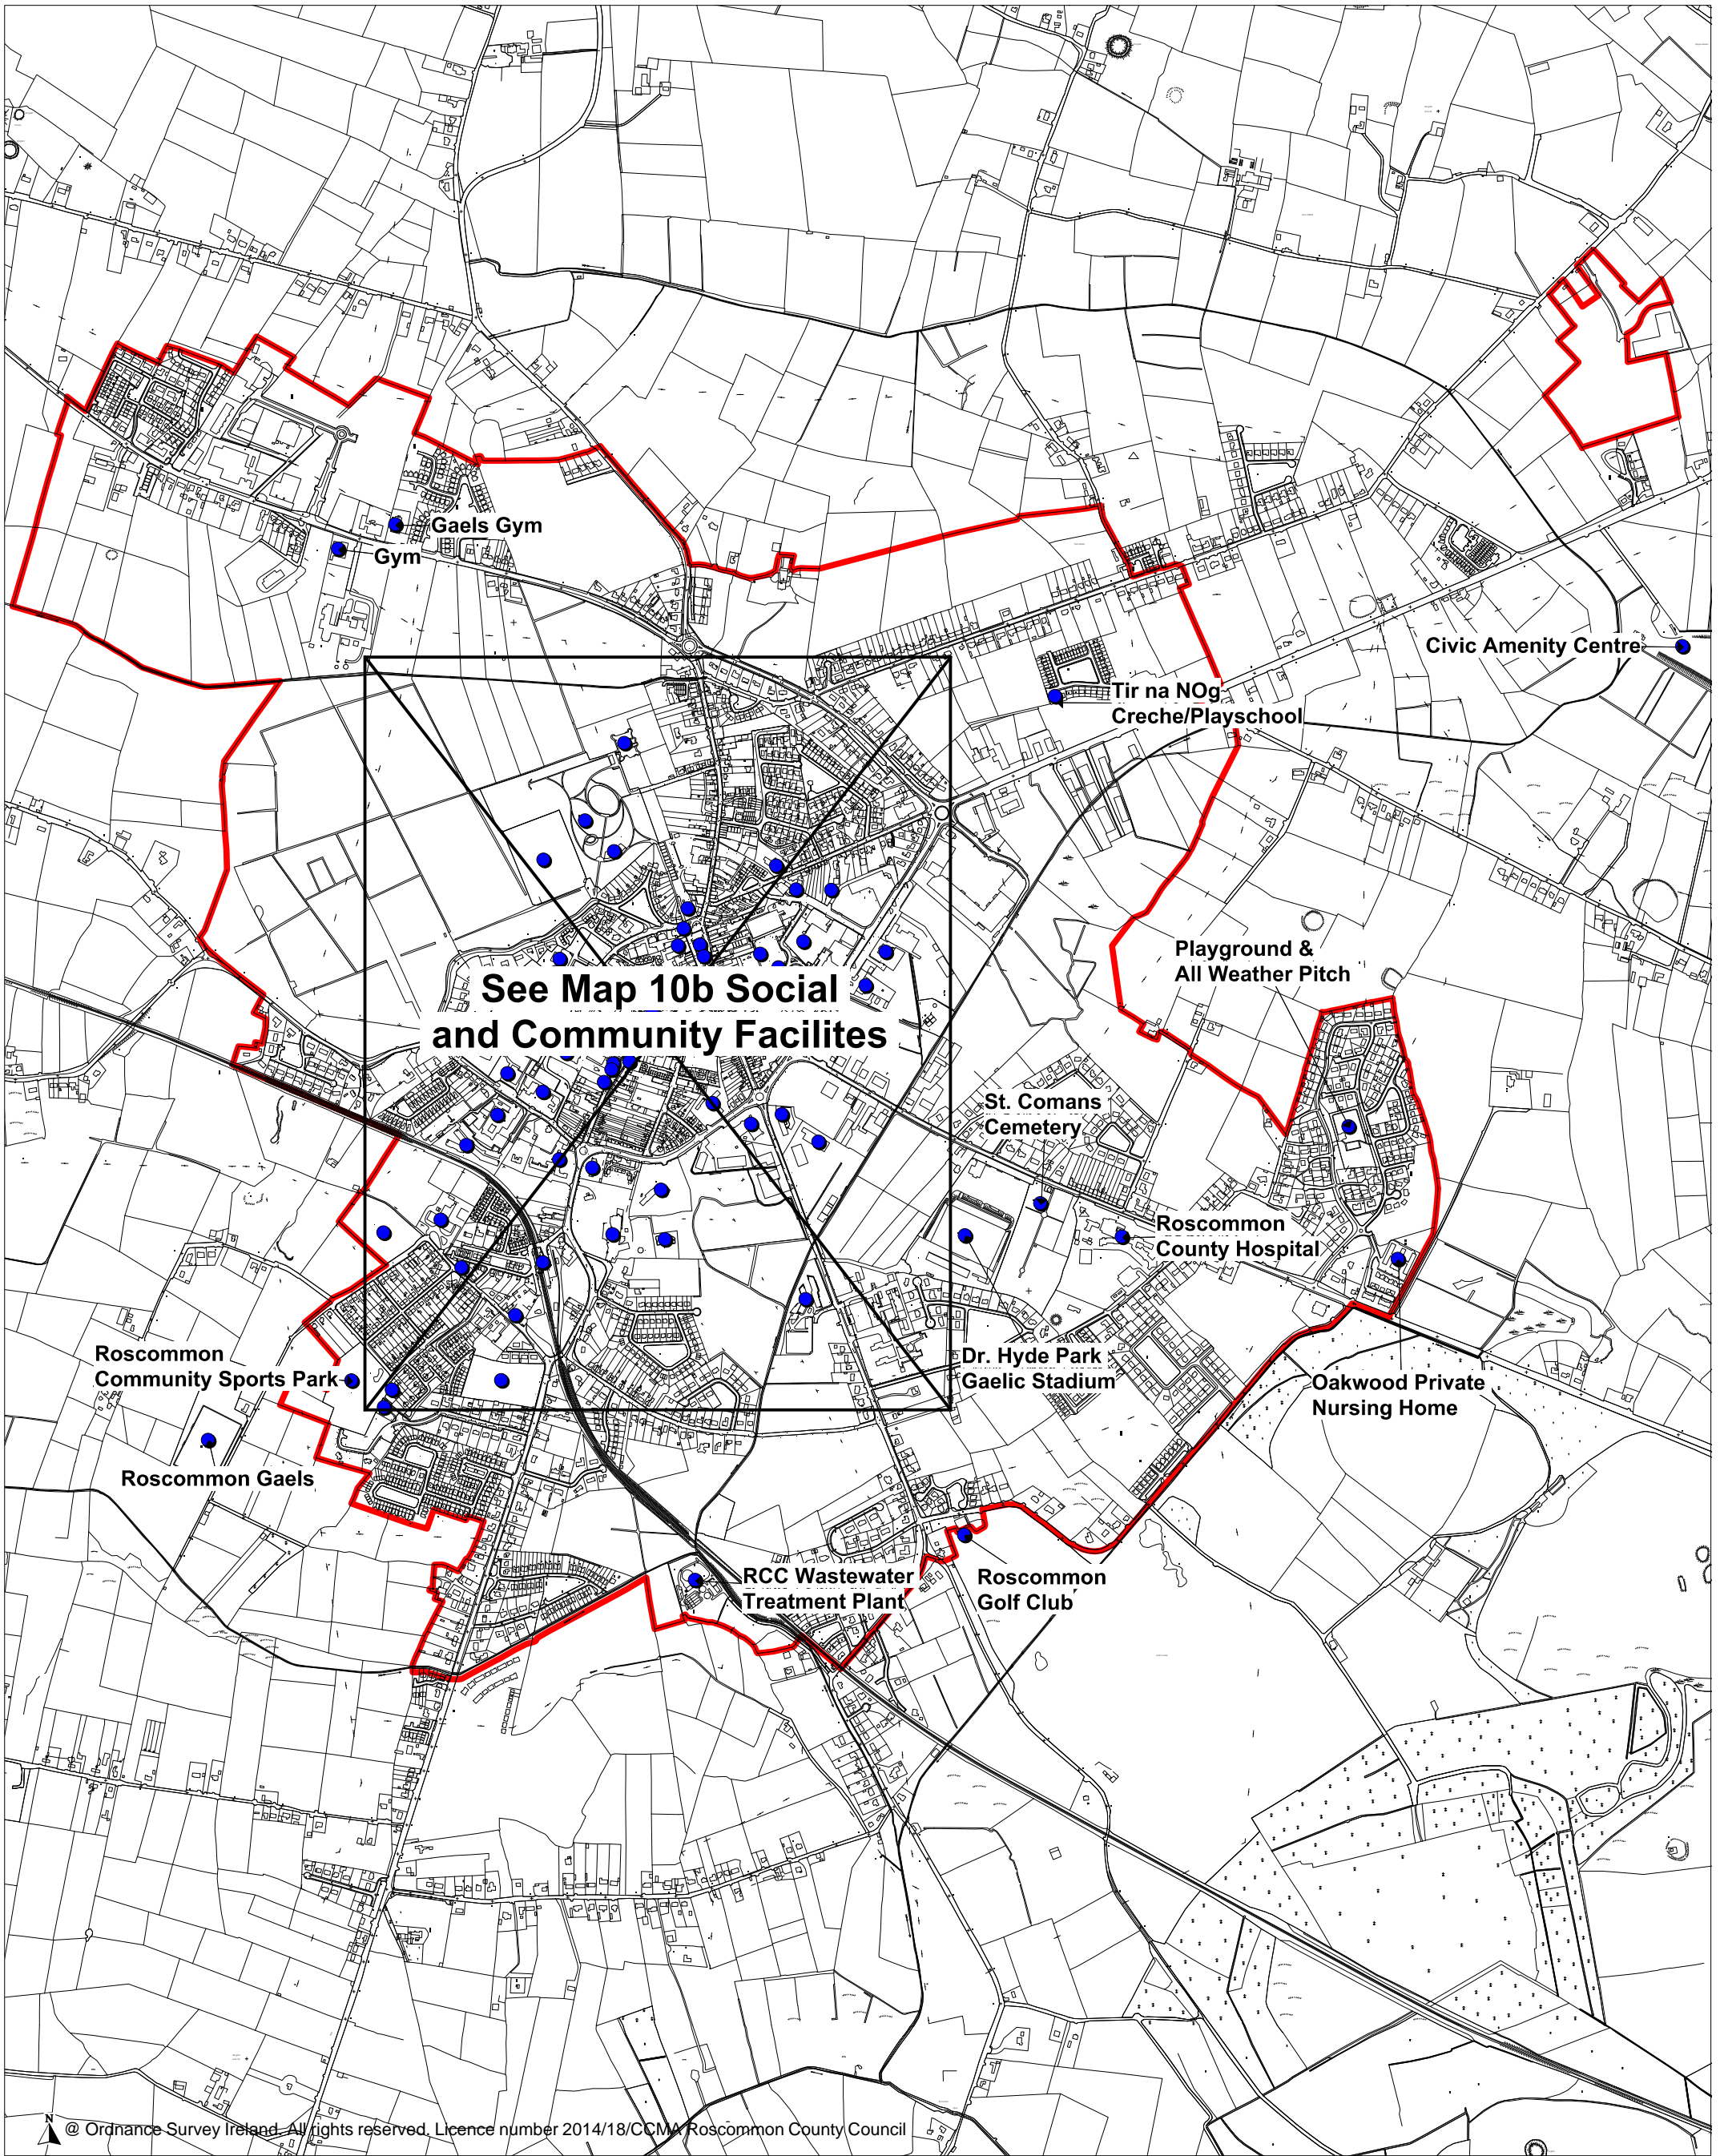 Gaels Gym
Gym
Civic Amenity Centre
Tir na NOg
Creche/Playschool
Playground &
All Weather Pitch
See Map 10b Social
and Community Facilites
St. Comans
Cemetery
Roscommon
County Hospital
Roscommon
Community Sports Park
Dr. Hyde Park
Gaelic Stadium
Oakwood Private
Nursing Home
Roscommon Gaels
RCC Wastewater
Treatment Plant
Roscommon
Golf Club
N
@ Ordnance Survey Ireland. All rights reserved. Licence number 2014/18/CCMA Roscommon County Council